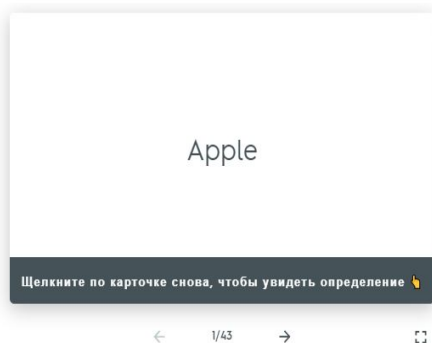 Apple
Щелкните по карточке снова, чтобы увидеть определение 👆
1/43